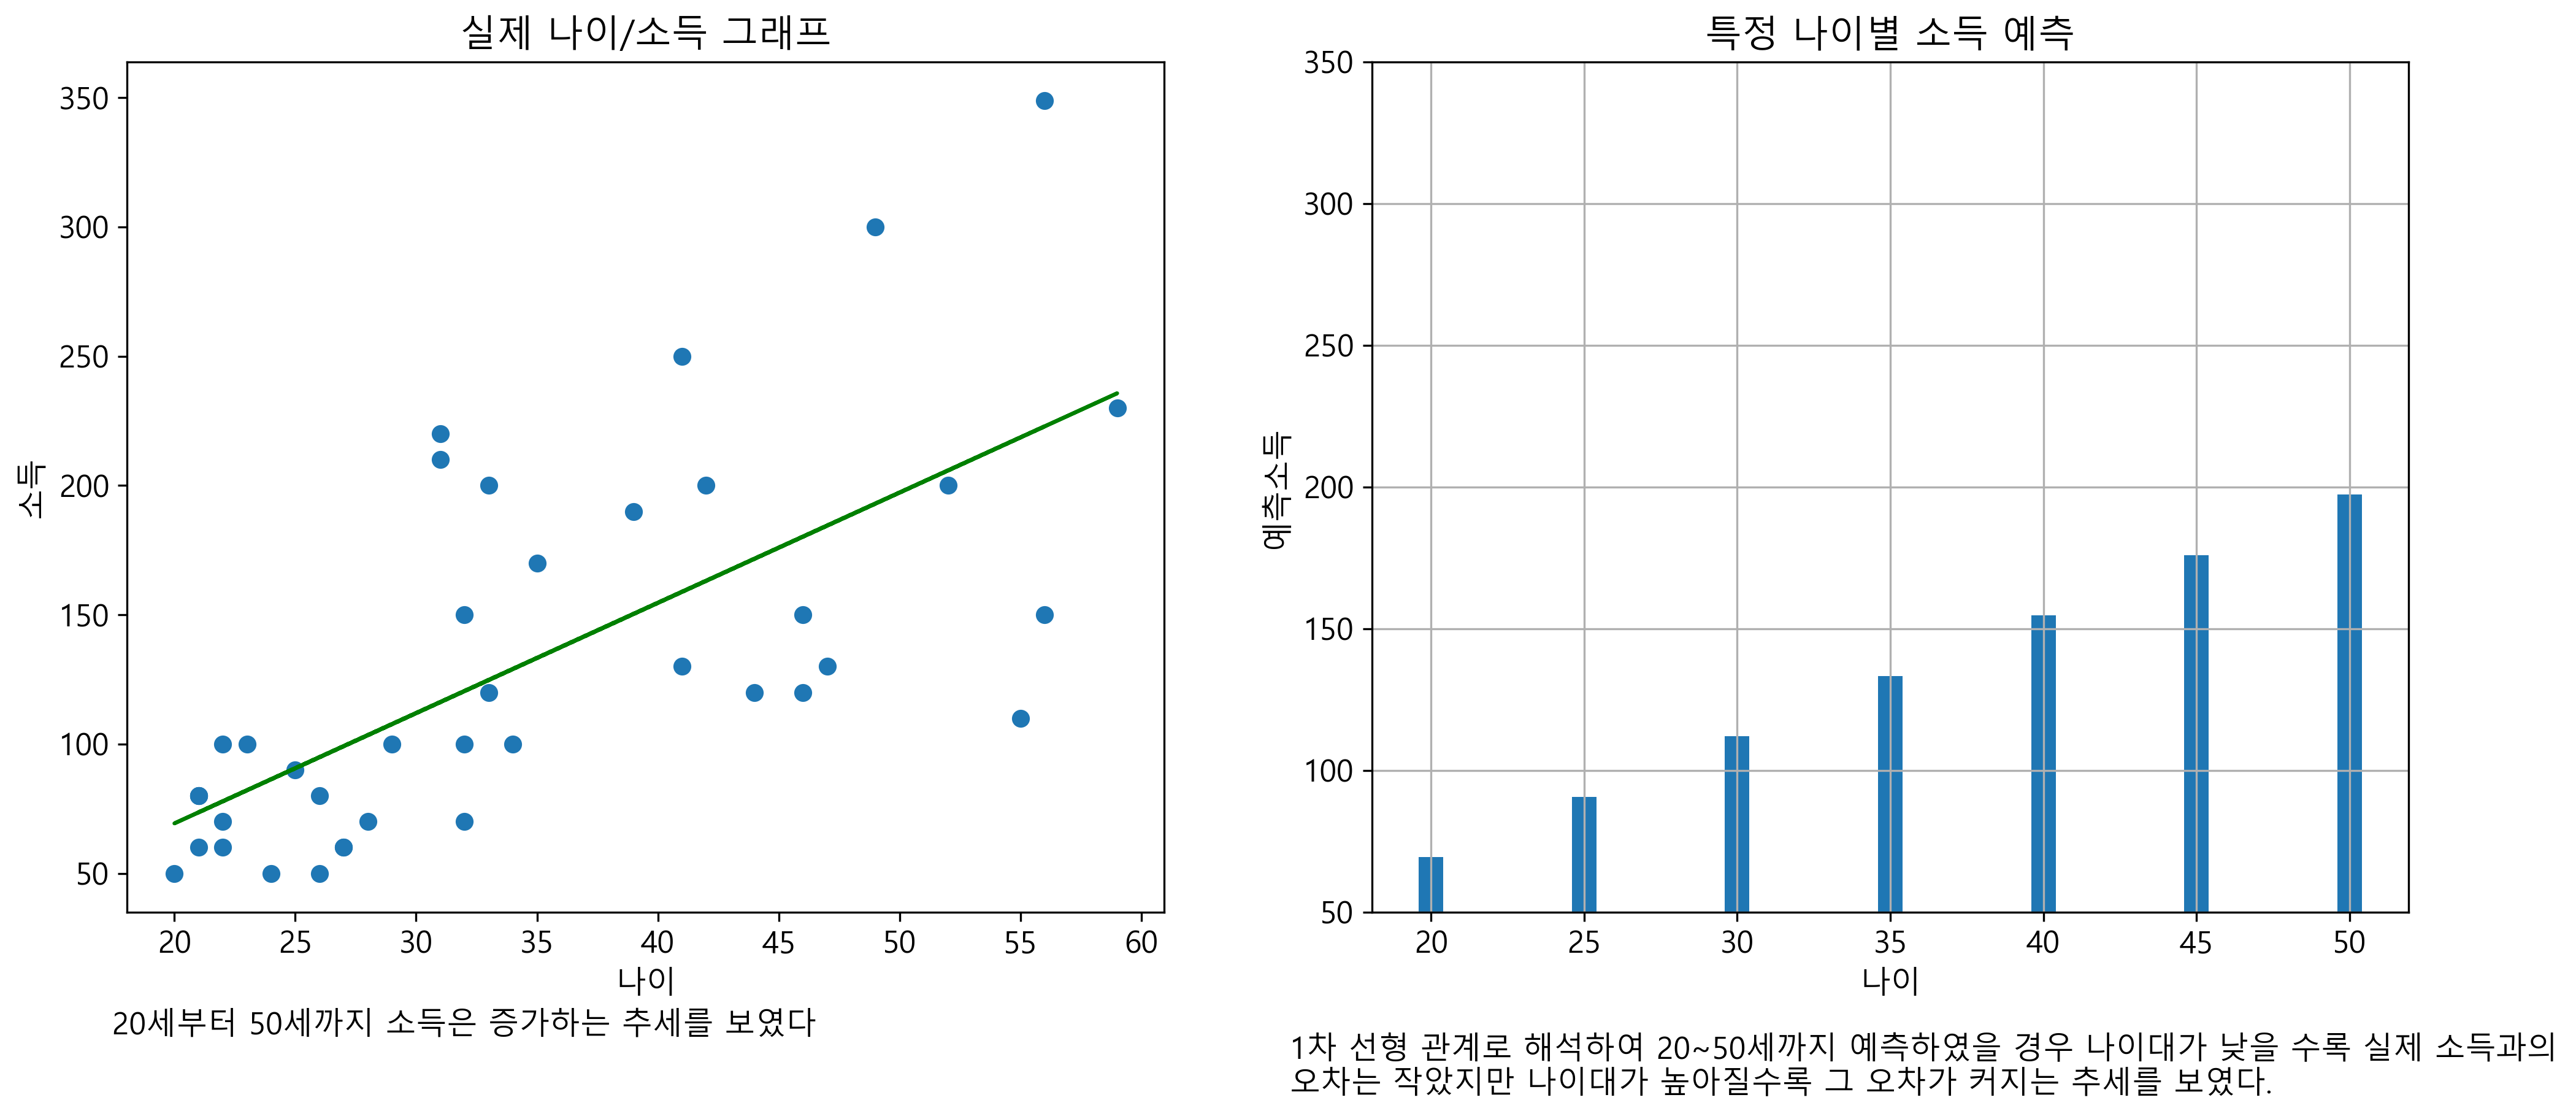 실제 나이/소득 그래프
350
300
250
200
150
100
50
소득
20 25 30 35 40 45 50 55 60
나이
20세부터 50세까지 소득은 증가하는 추세를 보였다
특정 나이별 소득 예측
350
300
250
200
150
100
50
예측소득
20 25 30 35 40 45 50
나이
1차 선형 관계로 해석하여 20~50세까지 예측하였을 경우 나이대가 낮을 수록 실제 소득과의
오차는 작았지만 나이대가 높아질수록 그 오차가 커지는 추세를 보였다.